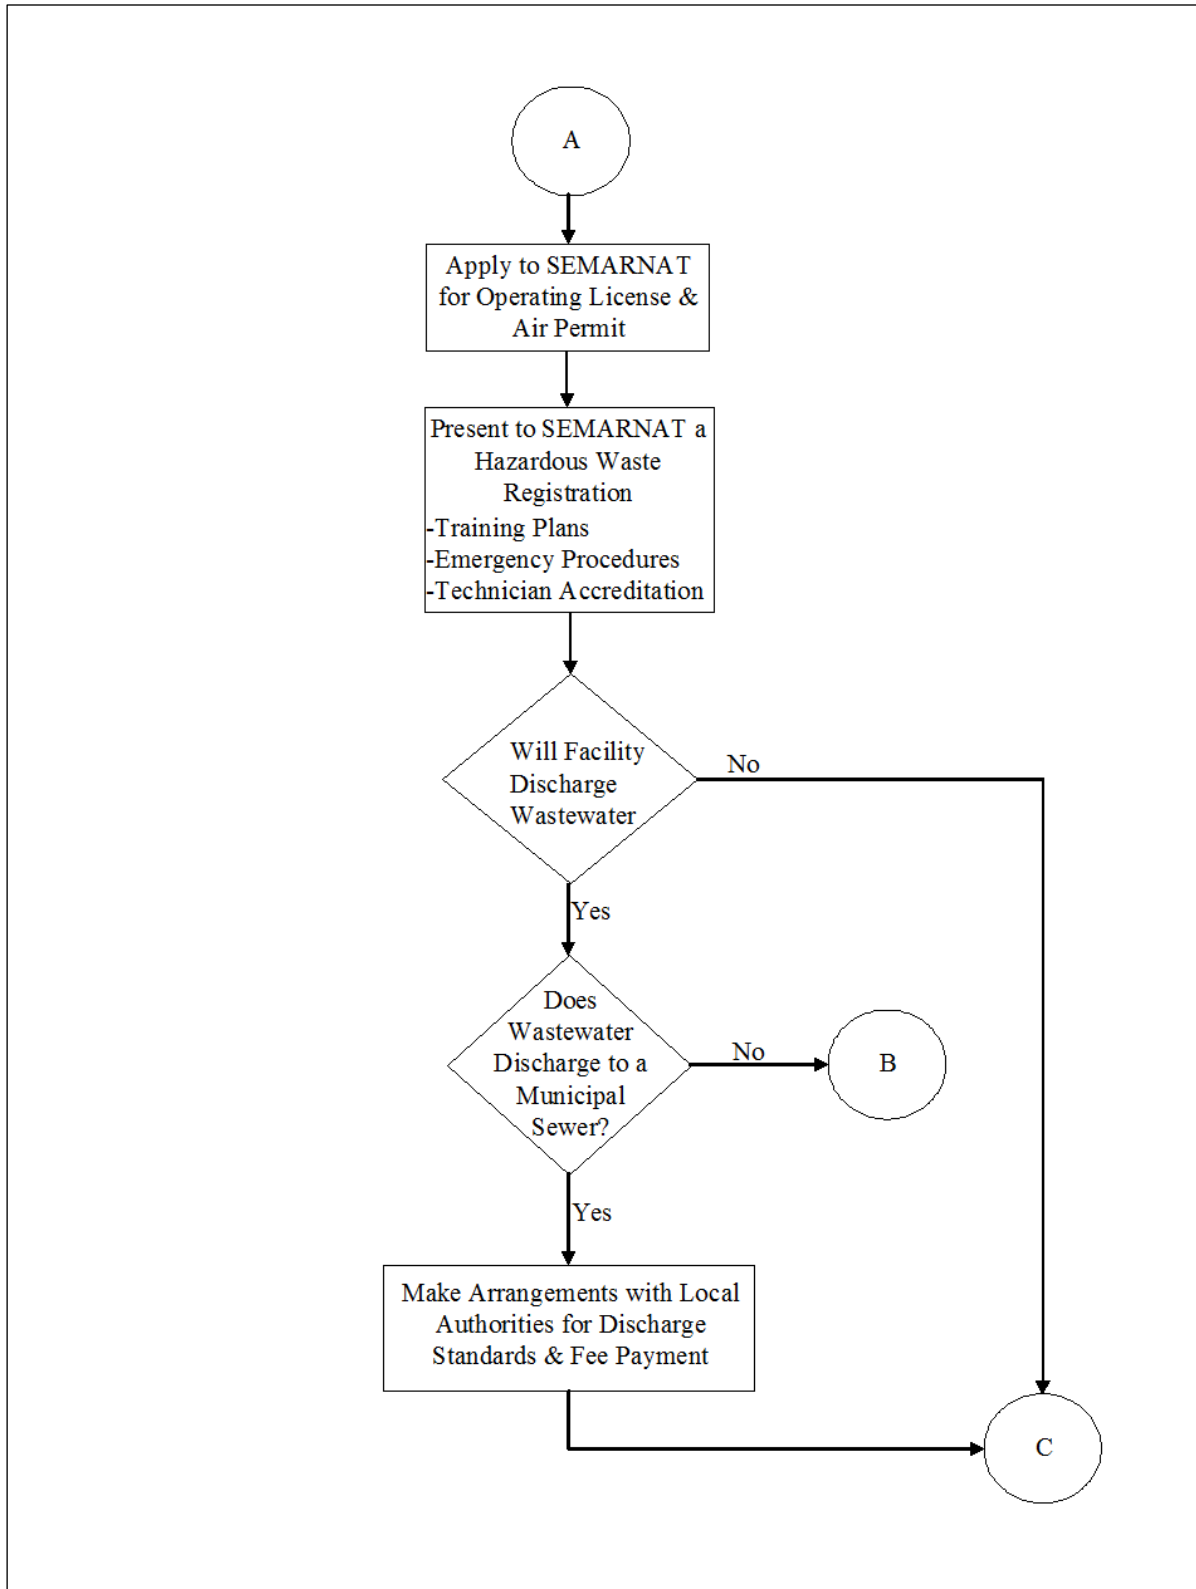 A
Apply to SEMARNAT
for Operating License &
Air Permit
Present to SEMARNAT a
Hazardous Waste
Registration
-Training Plans
-Emergency Procedures
-Technician Accreditation
Will Facility
Discharge
Wastewater
No
Yes
Does
Wastewater
Discharge to a
Municipal
Sewer?
No
B
Yes
Make Arrangements with Local
Authorities for Discharge
Standards & Fee Payment
C